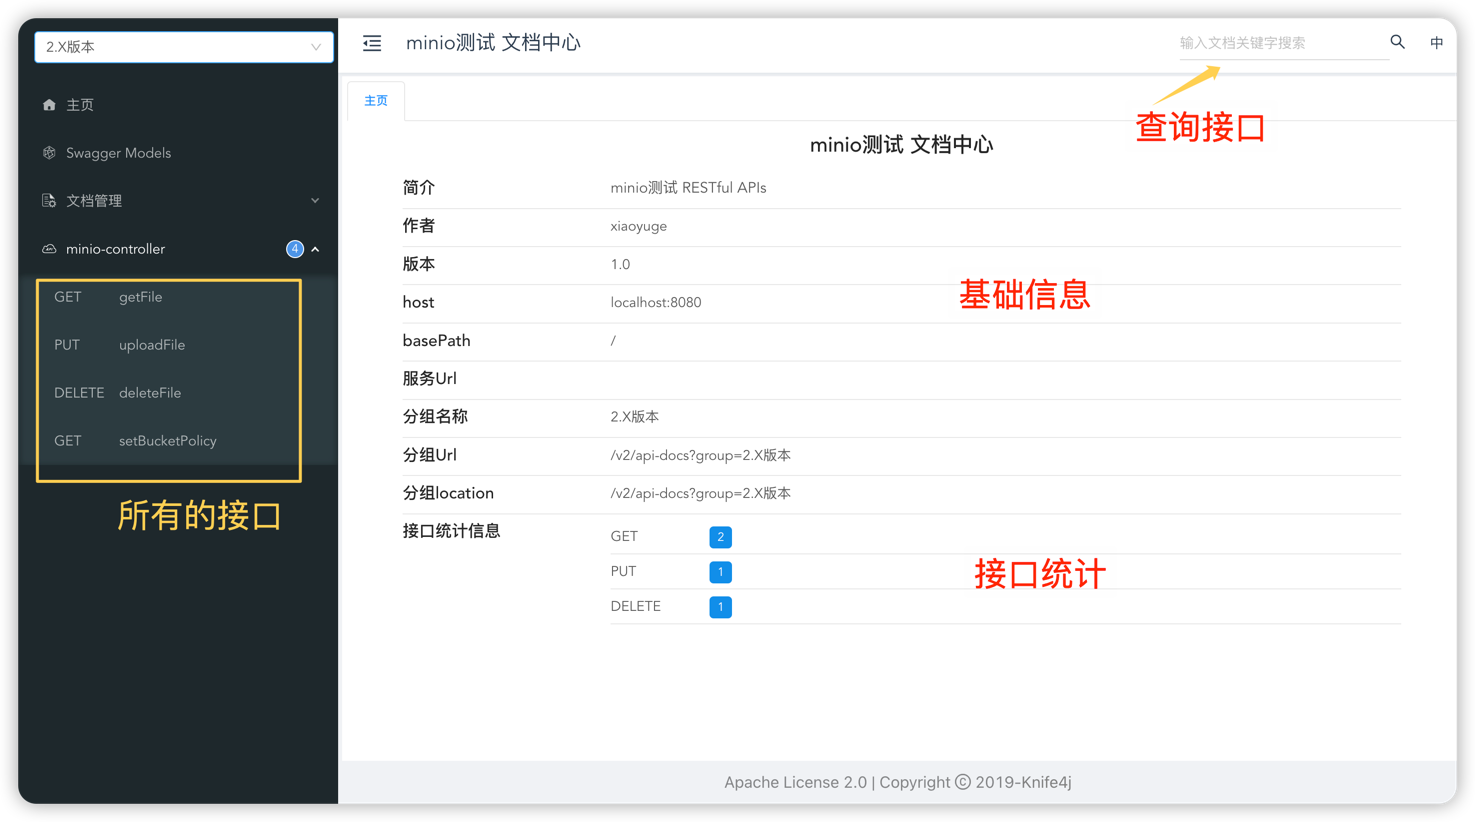 2.X版本
主页
Swagger Models
文档管理
minio-controller 4
GET getFile
PUT uploadFile
DELETE deleteFile
GET setBucketPolicy
所有的接口
minio测试 文档中心
输入文档关键字搜索
中
查询接口
主页
minio测试 文档中心
简介 minio测试 RESTful APIs
作者 xiaoyuge
版本 1.0
host localhost:8080
basePath /
服务Url
分组名称 2.X版本
分组Url /v2/api-docs?group=2.X版本
分组location /v2/api-docs?group=2.X版本
接口统计信息 GET 2
PUT 1
DELETE 1
基础信息
接口统计
Apache License 2.0 | Copyright © 2019-Knife4j